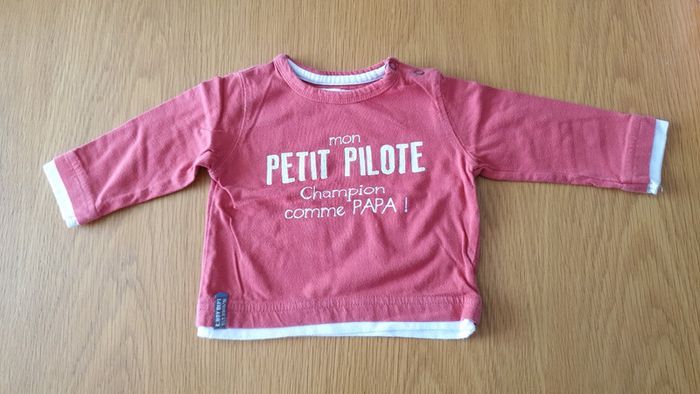 mon
PETIT PILOTE
Champion
comme PAPA !